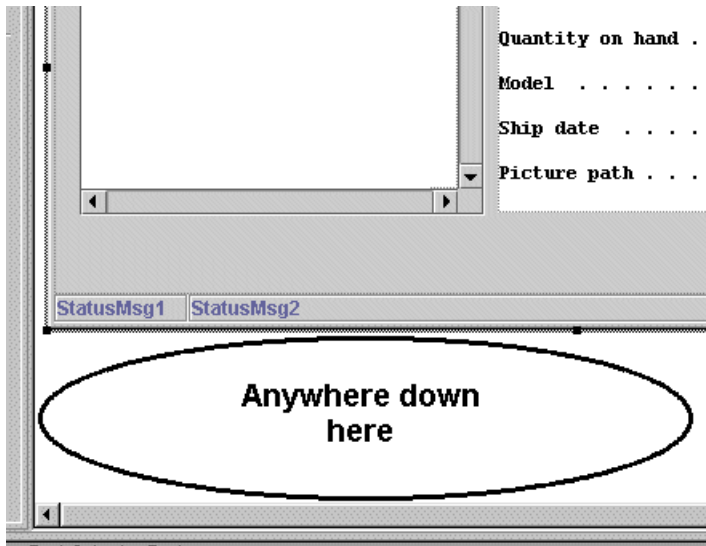 Quantity on hand .
Model . . . . . .
Ship date . . . .
Picture path . . .
StatusMsg1 StatusMsg2
Anywhere down
here